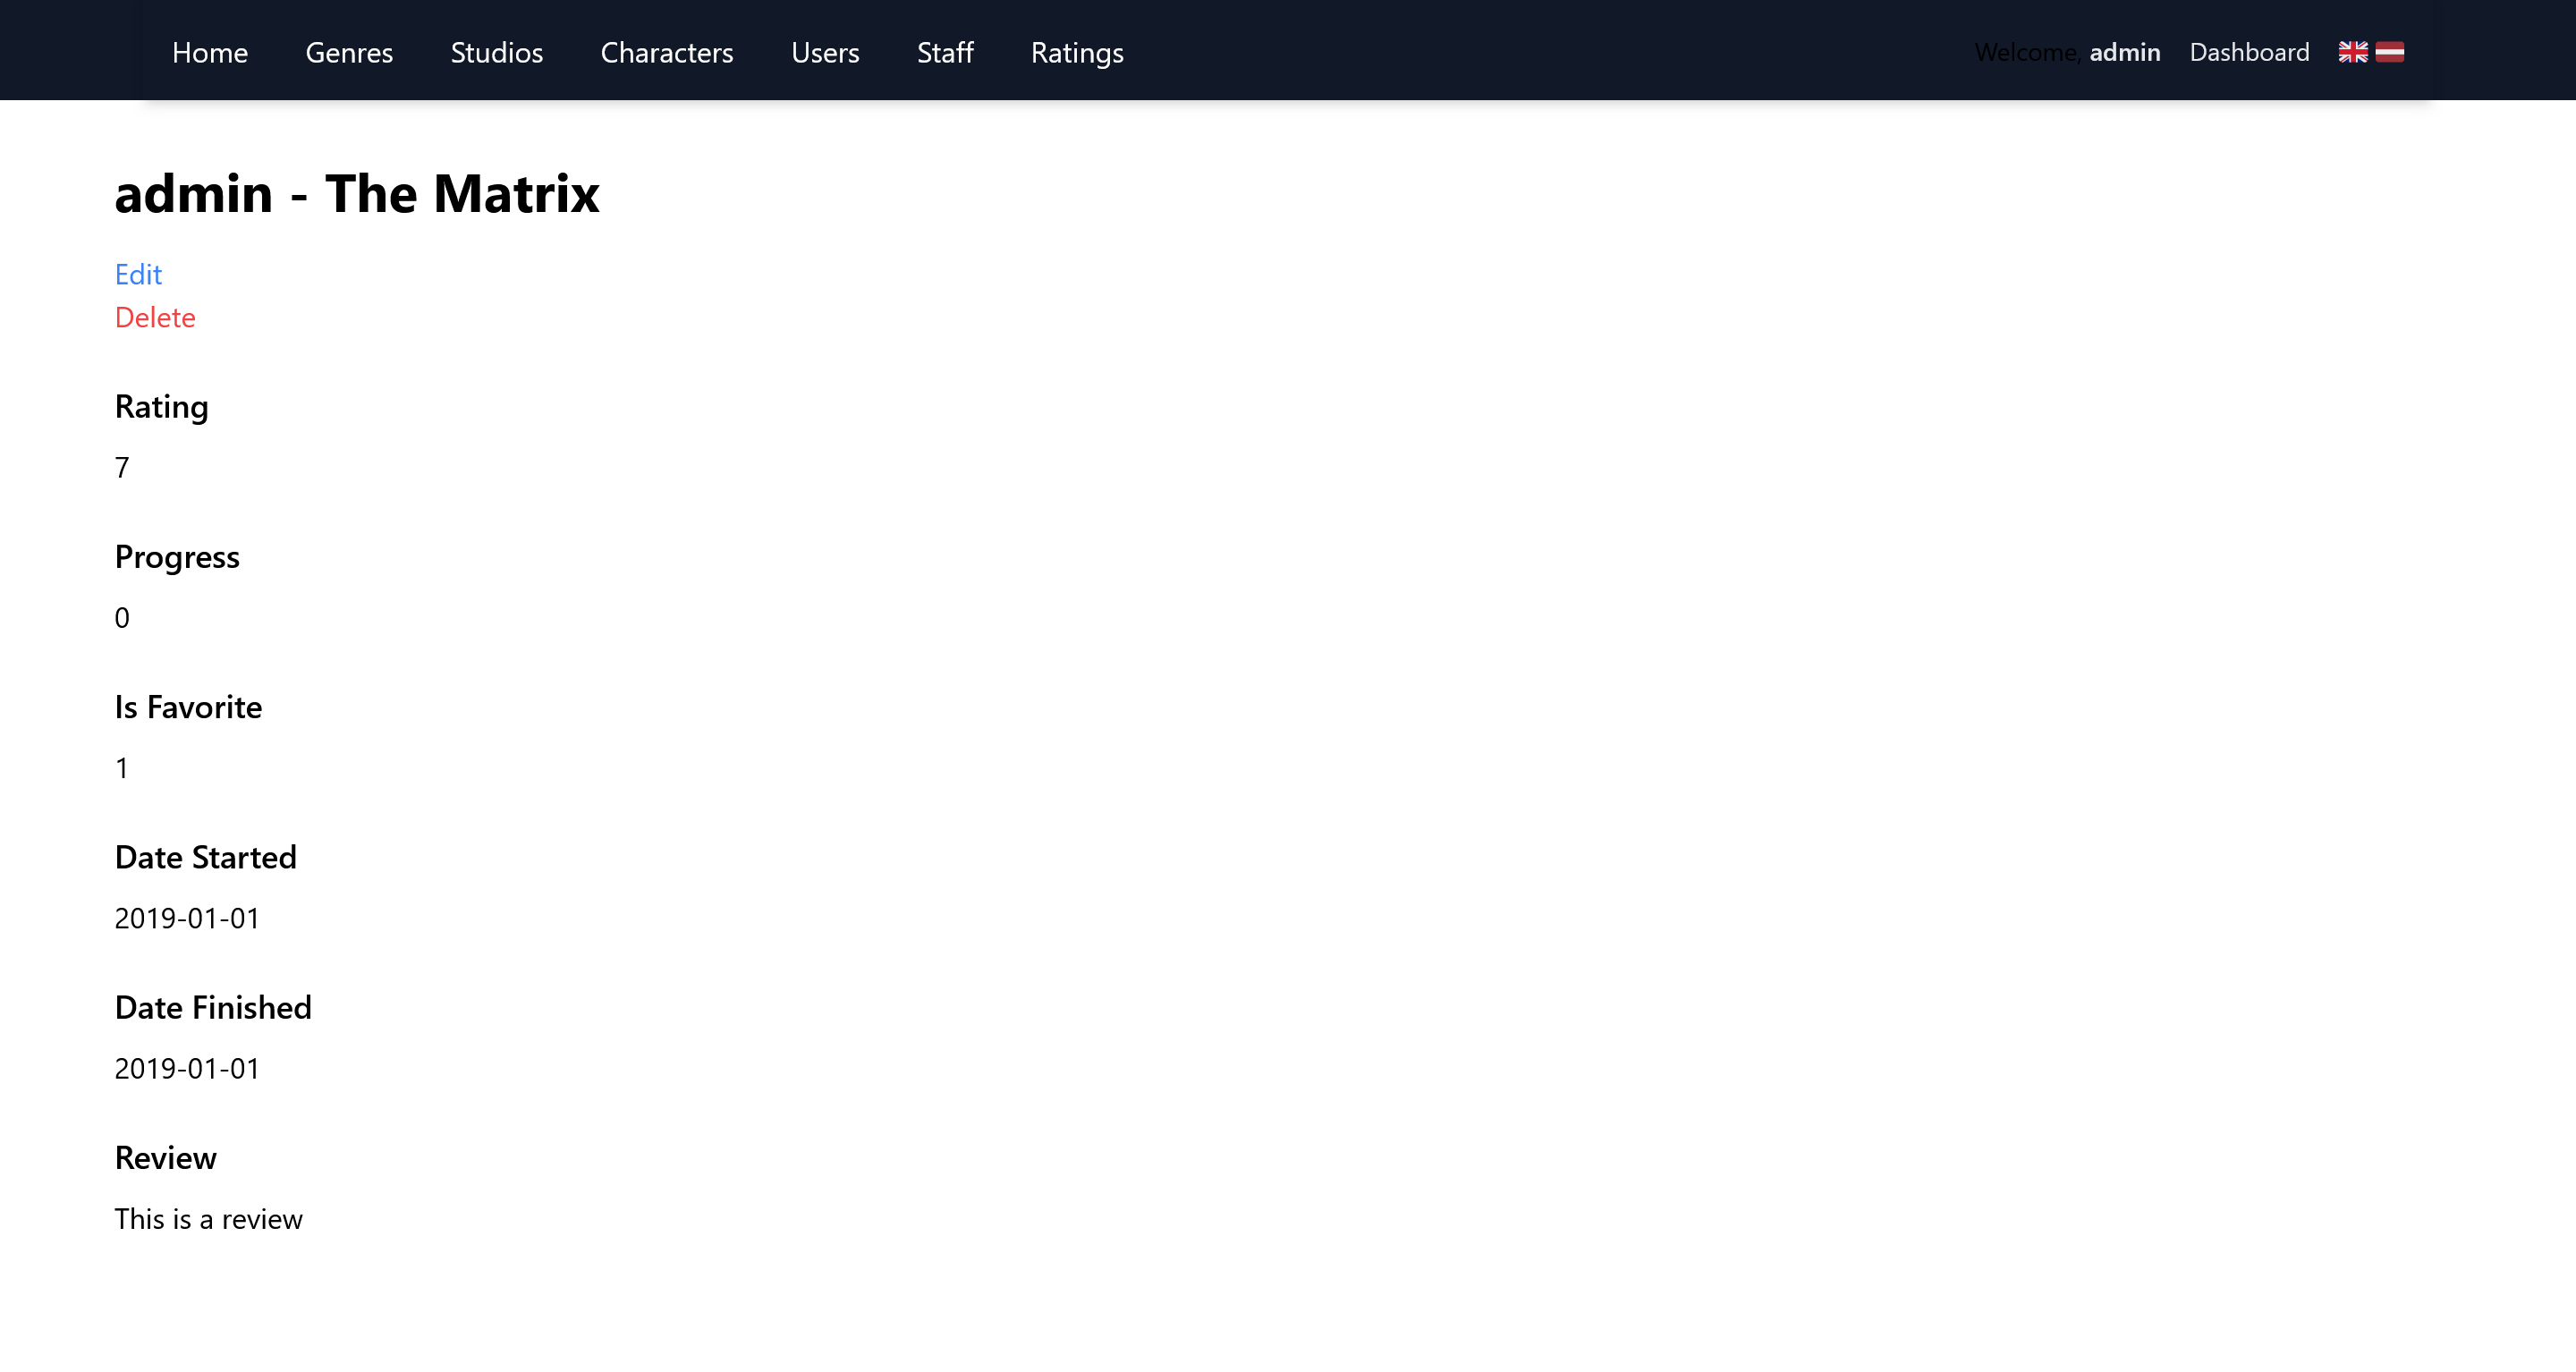 Home Genres Studios Characters Users Staff Ratings Welcome, admin Dashboard
admin - The Matrix
Edit
Delete
Rating
7
Progress
0
Is Favorite
1
Date Started
2019-01-01
Date Finished
2019-01-01
Review
This is a review